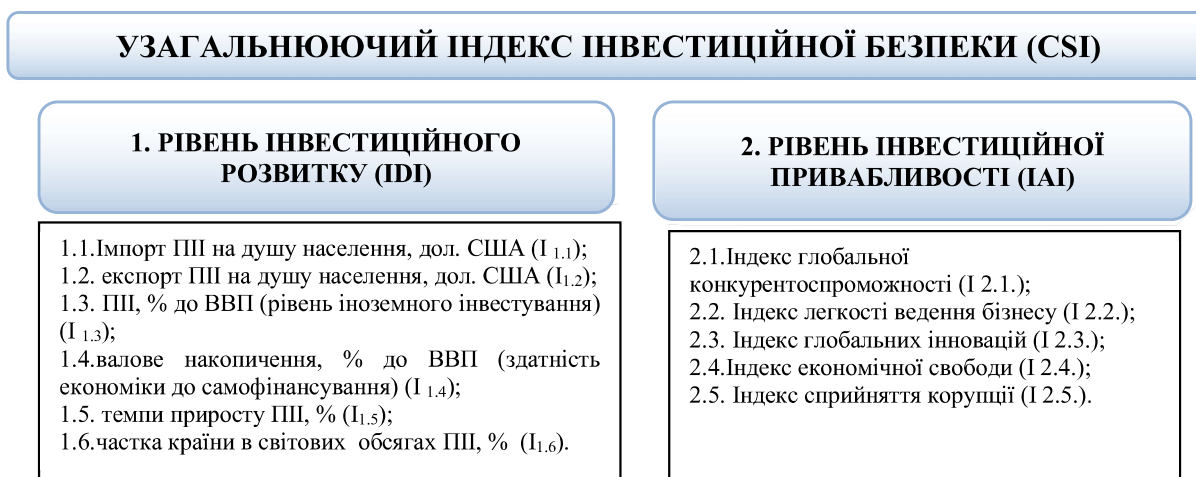 УЗАГАЛЬНЮЮЧИЙ ІНДЕКС ІНВЕСТИЦІЙНОЇ БЕЗПЕКИ (CSI)
1. РІВЕНЬ ІНВЕСТИЦІЙНОГО
РОЗВИТКУ (IDI)
1.1.Імпорт ПІІ на душу населення, дол. США (I 1.1);
1.2. експорт ПІІ на душу населення, дол. США (I1.2);
1.3. ПІІ, % до ВВП (рівень іноземного інвестування)
(I 1.3);
1.4.валове накопичення, % до ВВП (здатність
економіки до самофінансування) (I 1.4);
1.5. темпи приросту ПІІ, % (I1.5);
1.6.частка країни в світових обсягах ПІІ, % (I1.6).
2. РІВЕНЬ ІНВЕСТИЦІЙНОЇ
ПРИВАБЛИВОСТІ (IAI)
2.1.Індекс глобальної
конкурентоспроможності (I 2.1.);
2.2. Індекс легкості ведення бізнесу (I 2.2.);
2.3. Індекс глобальних інновацій (I 2.3.);
2.4.Індекс економічної свободи (I 2.4.);
2.5. Індекс сприйняття корупції (I 2.5.).